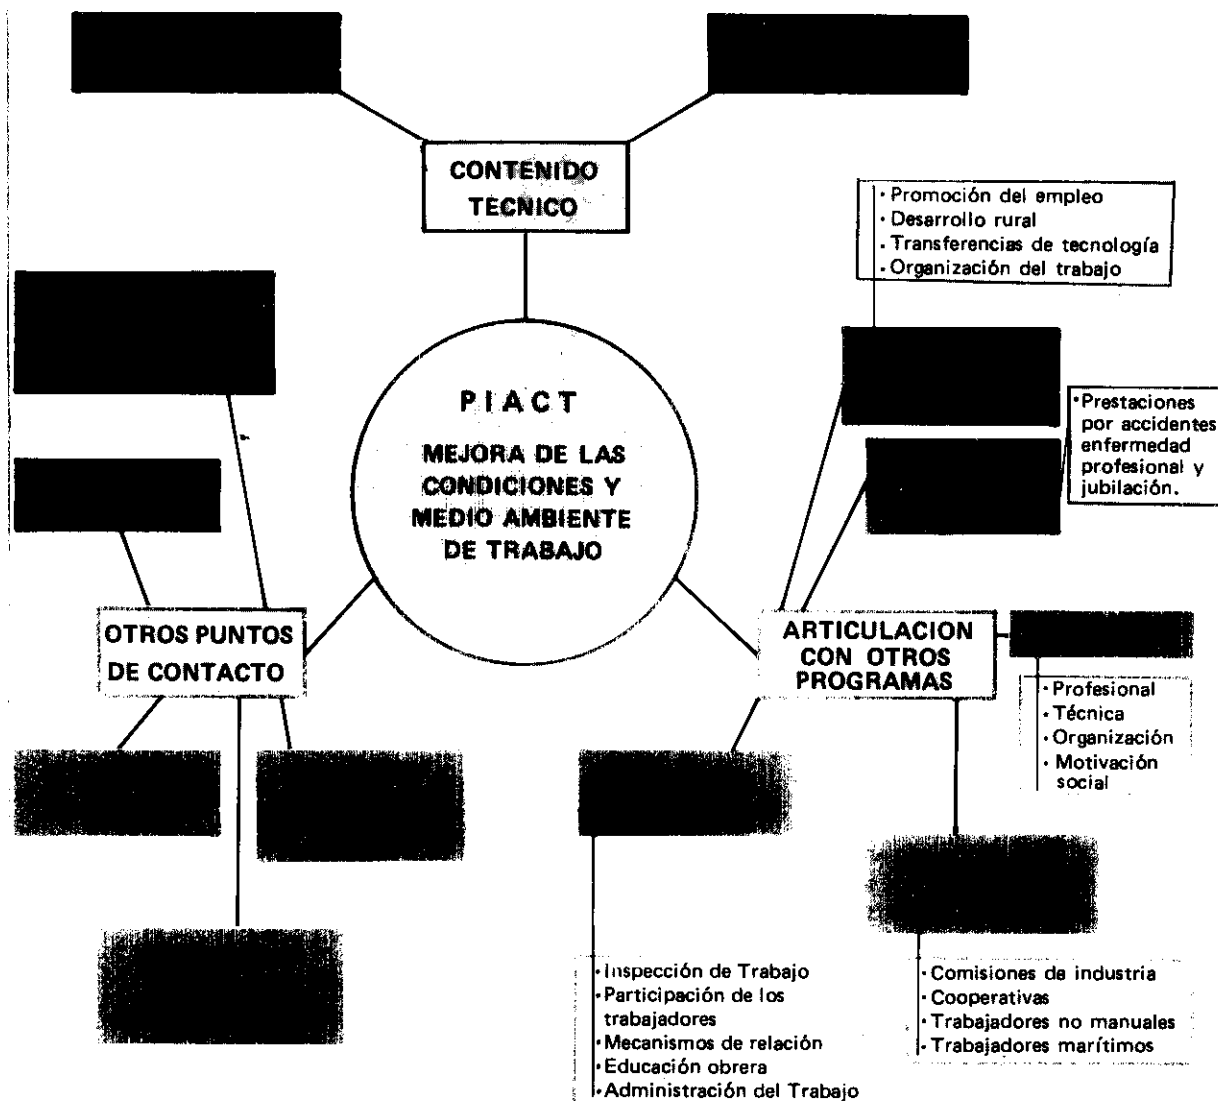 CONTENIDO
TECNICO
· Promoción del empleo
· Desarrollo rural
· Transferencias de tecnología
· Organización del trabajo
PIACT
MEJORA DE LAS
CONDICIONES Y
MEDIO AMBIENTE
DE TRABAJO
· Prestaciones
por accidentes
enfermedad
profesional y
jubilación.
OTROS PUNTOS
DE CONTACTO
ARTICULACION
CON OTROS
PROGRAMAS
· Profesional
· Técnica
· Organización
· Motivación
social
· Inspección de Trabajo
· Participación de los
trabajadores
· Mecanismos de relación
· Educación obrera
· Administración del Trabajo
· Comisiones de industria
· Cooperativas
· Trabajadores no manuales
· Trabajadores marítimos